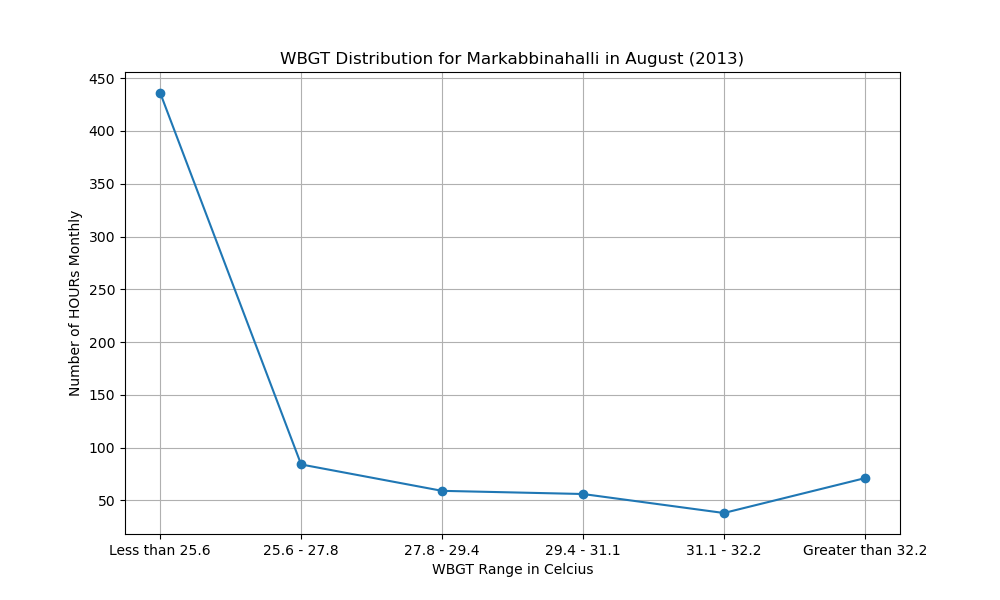 WBGT Distribution for Markabbinahalli in August (2013)
Number of HOURs Monthly
450
400
350
300
250
200
150
100
50
Less than 25.6 25.6 - 27.8 27.8 - 29.4 29.4 - 31.1 31.1 - 32.2 Greater than 32.2
WBGT Range in Celcius